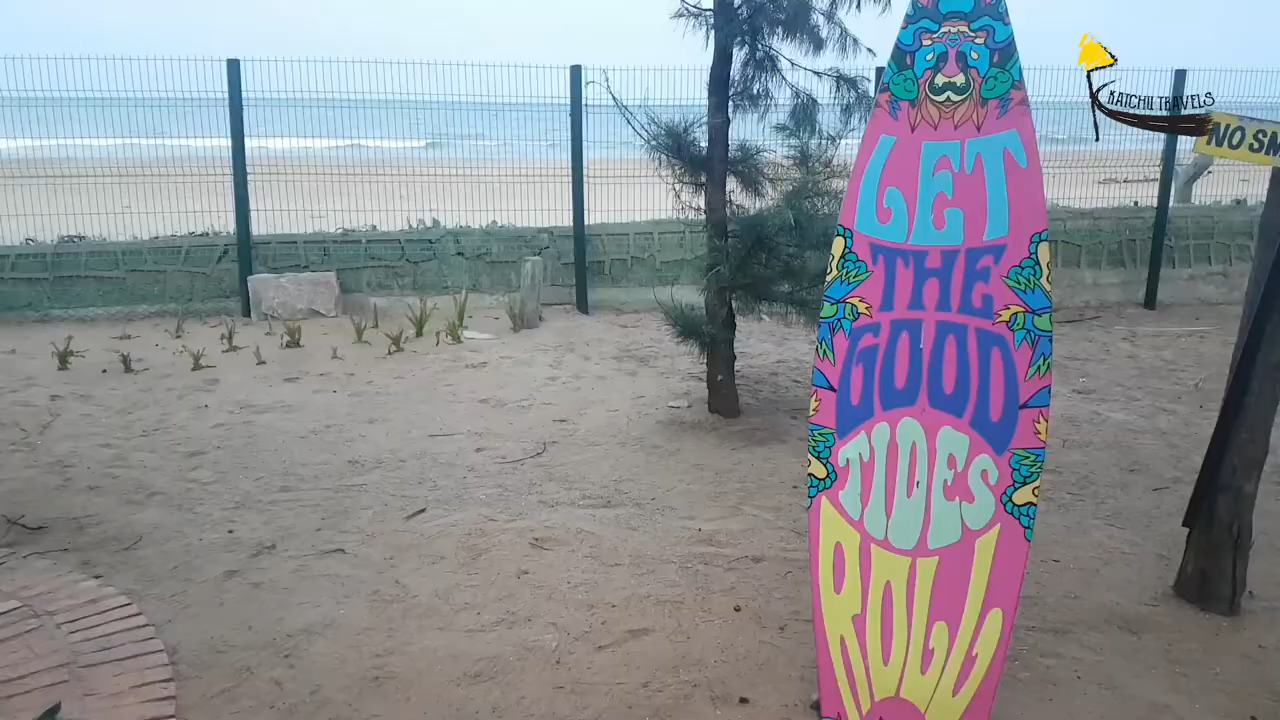 KATCHU TRAVELS
NO SM
LET
THE
GOOD
TIDES
ROLL